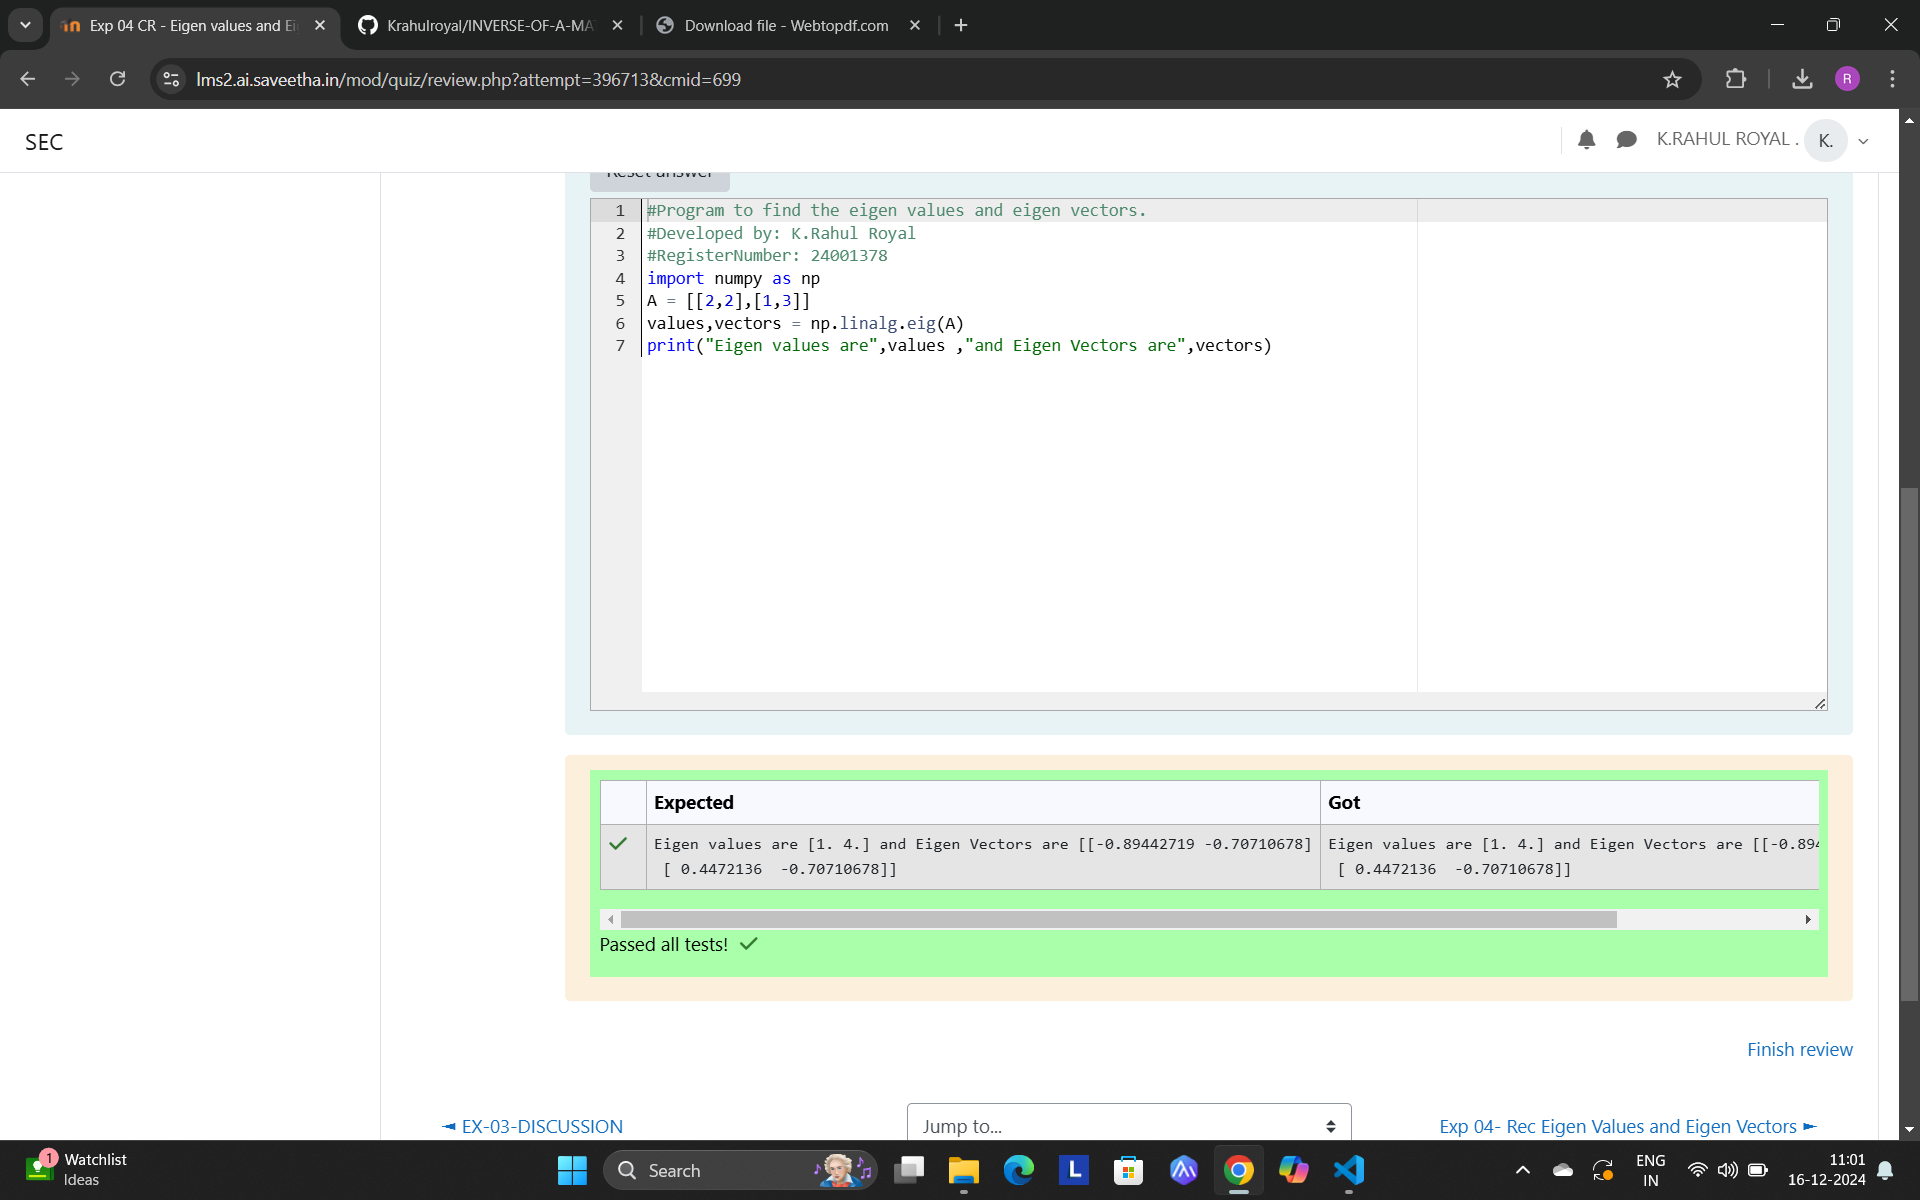 Exp 04 CR - Eigen values and Ei
Krahulroyal/INVERSE-OF-A-MA
Download file - Webtopdf.com
lms2.ai.saveetha.in/mod/quiz/review.php?attempt=396713&cmid=699
R
SEC
K.RAHUL ROYAL .
K.
Reset answer
1 #Program to find the eigen values and eigen vectors.
2 #Developed by: K.Rahul Royal
3 #RegisterNumber: 24001378
4 import numpy as np
5 A = [[2,2],[1,3]]
6 values,vectors = np.linalg.eig(A)
7 print("Eigen values are",values ,"and Eigen Vectors are",vectors)
Expected Got
Eigen values are [1. 4.] and Eigen Vectors are [[-0.89442719 -0.70710678] Eigen values are [1. 4.] and Eigen Vectors are [[-0.894
[ 0.4472136  -0.70710678]] [ 0.4472136  -0.70710678]]
Passed all tests!
Finish review
◄ EX-03-DISCUSSION
Jump to...
Exp 04- Rec Eigen Values and Eigen Vectors ►
1
Watchlist
Ideas
Search
L
ENG
IN
11:01
16-12-2024